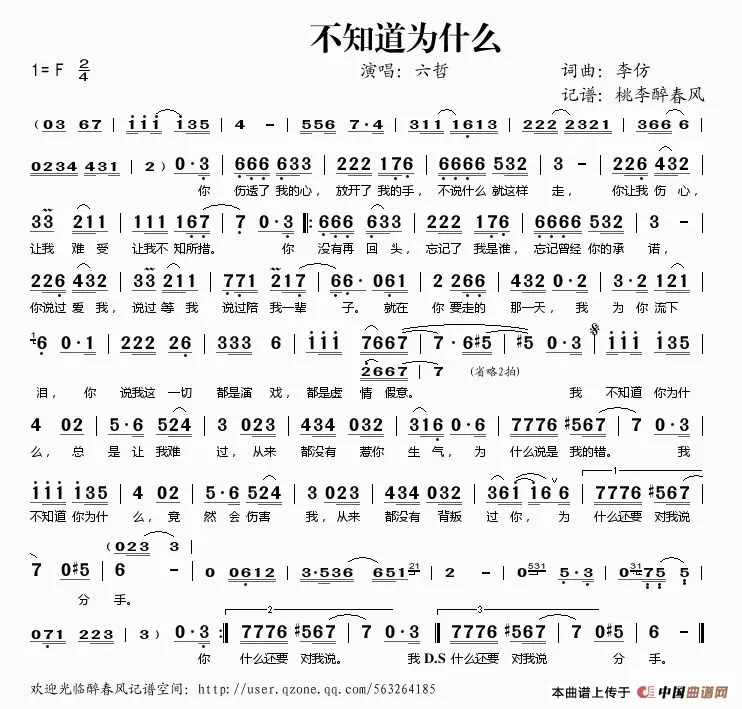 不知道为什么
1=F 2/4 演唱：六哲 词曲：李仿
记谱：桃李醉春风
(03 67 | iii i35 | 4 - | 556 7·4 | 311 1613 | 222 2321 | 366 6 |
0234 431 | 2) 0·3 | 666 633 | 222 176 | 6666 532 | 3 - | 226 432 |
你 伤透了 我的心，放开了 我的手，不说什么 就这样 走，你让我 伤 心，
33 211 | 111 167 | 7 0·3 |: 666 633 | 222 176 | 6666 532 | 3 - |
让我 难 受 让我不 知所措。 你 没有再 回 头，忘记了 我是谁，忘记曾经 你的承 诺，
226 432 | 33 211 | 771 217 | 66· 061 | 2 266 | 432 0·2 | 3·2 121 |
你说过 爱 我，说过 等 我 说过陪 我一辈 子。就在 你 要走的 那一天，我 为 你 流下
1 6 0·1 | 222 26 | 333 6 | iii 7667 | 7·6 #5 | #5 0·3 | iii i35 |
2667 | 7 (省略2拍)
泪，你 说我这 一切 都是演 戏，都是虚 情 假意。 我 不知道 你为什
4 02 | 5·6 524 | 3 023 | 434 032 | 316 0·6 | 7776 #567 | 7 0·3 |
么，总 是 让 我难 过，从来 都没有 惹你 生 气，为 什么说是 我的错。 我
iii i35 | 4 02 | 5·6 524 | 3 023 | 434 032 | 36i i6 6 | 7776 #567 |
1
不知道 你为什 么，竟 然 会 伤害 我，从来 都没有 背叛 过 你，为 什么还要 对我说
(023 3 |
7 0#5 | 6 - | 0 0612 | 3·536 651 21 | 2 - | 0 531 5·3 | 0 31 75 5 |
分 手。
071 223 | 3) 0·3 :| 7776 #567 | 7 0·3 | 7776 #567 | 7 0#5 | 6 - |
2 3
你 什么还要 对我说。 我 D.S 什么还要 对我说 分 手。
欢迎光临醉春风记谱空间：http://user.qzone.qq.com/563264185
本曲谱上传于 中国曲谱网